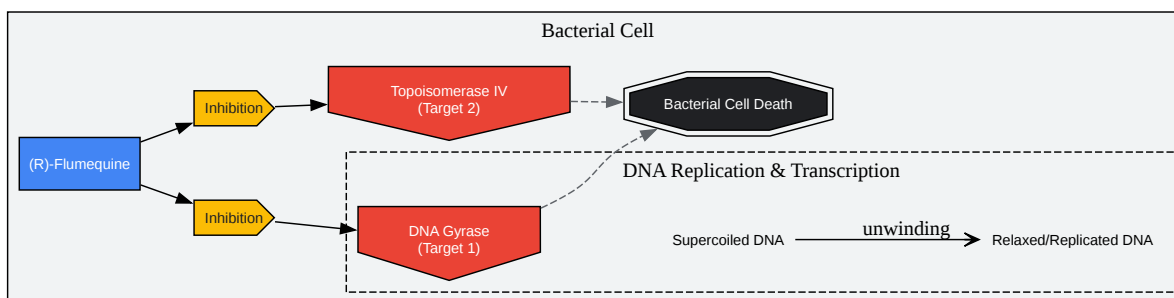 Bacterial Cell
Topoisomerase IV
(Target 2)
Bacterial Cell Death
Inhibition
(R)-Flumequine
DNA Replication & Transcription
Inhibition
DNA Gyrase
(Target 1)
Supercoiled DNA
unwinding
Relaxed/Replicated DNA